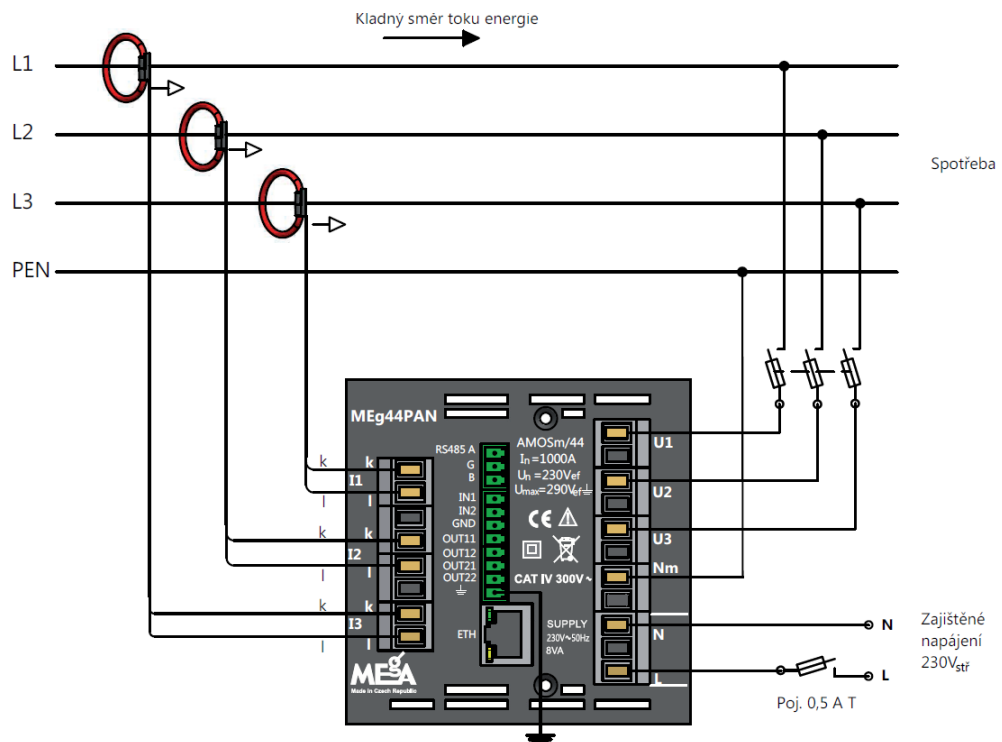 Kladný směr toku energie
L1
L2
L3
PEN
Spotřeba
MEg44PAN
RS485 A
G
B
IN1
IN2
GND
OUT11
OUT12
OUT21
OUT22
ETH
AMOSm/44
In=1000A
Un=230Vef
Umax=290Vef
CE
CAT IV 300V~
SUPPLY
230V~50Hz
8VA
k
k
I1
l
l
k
k
I2
l
l
k
k
I3
l
l
U1
U2
U3
Nm
N
L
MEgA
Made in Czech Republic
N
L
Zajištěné
napájení
230Vstř
Poj. 0,5 A T